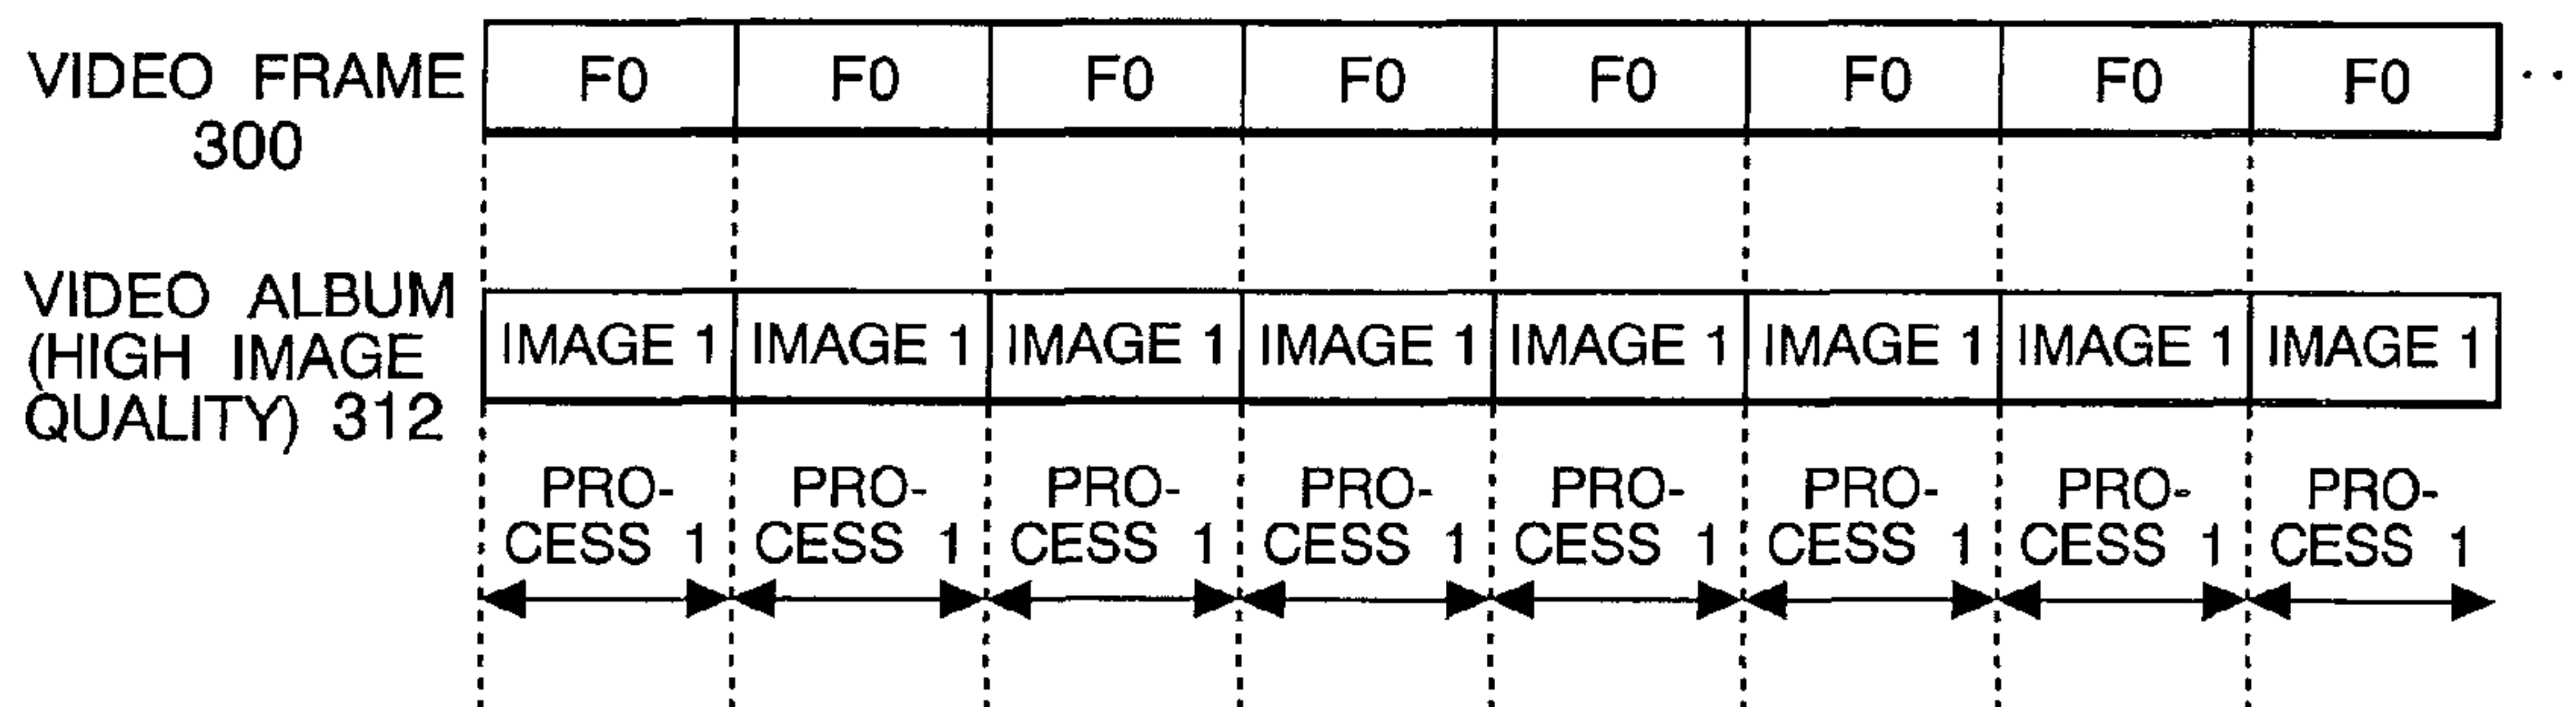 VIDEO FRAME
300
F0 F0 F0 F0 F0 F0 F0 F0 ..
VIDEO ALBUM
(HIGH IMAGE
QUALITY) 312
IMAGE 1 IMAGE 1 IMAGE 1 IMAGE 1 IMAGE 1 IMAGE 1 IMAGE 1 IMAGE 1
PRO- PRO- PRO- PRO- PRO- PRO- PRO- PRO-
CESS 1 CESS 1 CESS 1 CESS 1 CESS 1 CESS 1 CESS 1 CESS 1